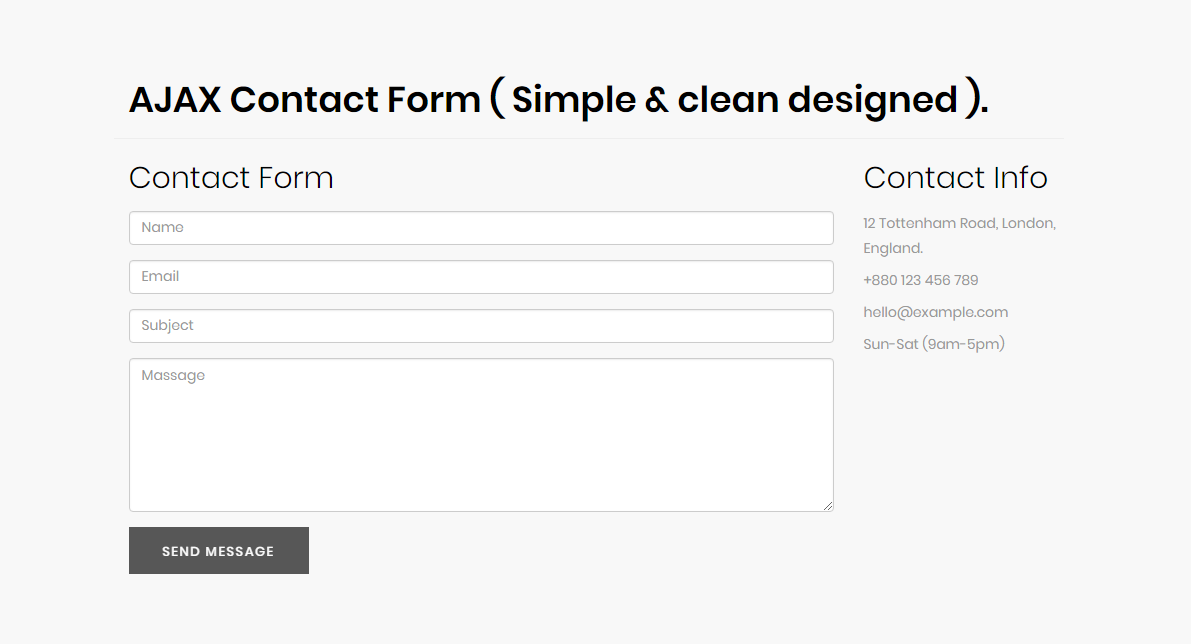 AJAX Contact Form ( Simple & clean designed ).
Contact Form
Name
Email
Subject
Massage
SEND MESSAGE
Contact Info
12 Tottenham Road, London,
England.
+880 123 456 789
hello@example.com
Sun-Sat (9am-5pm)